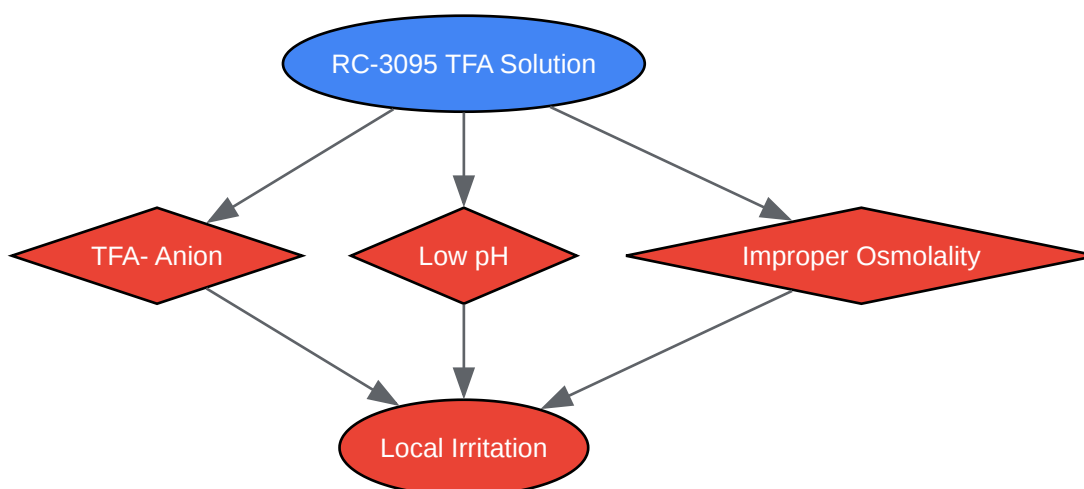 RC-3095 TFA Solution
TFA- Anion
Low pH
Improper Osmolality
Local Irritation